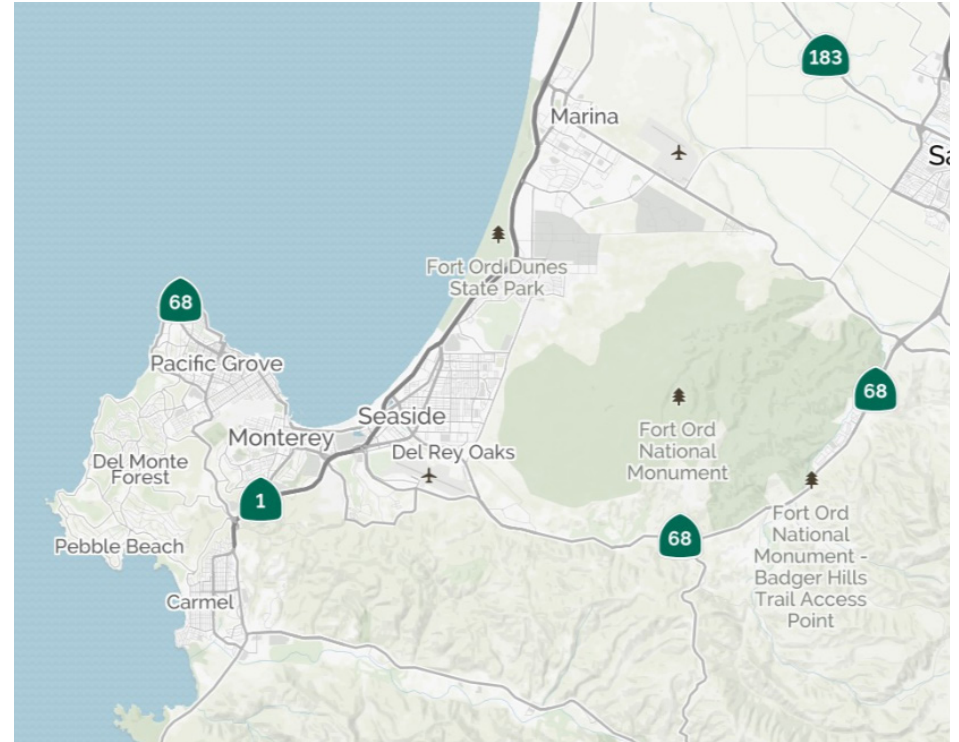 183
Marina
Sa
Fort Ord Dunes
State Park
68
Pacific Grove
68
Seaside
Monterey
Fort Ord
National
Monument
Del Rey Oaks
Del Monte
Forest
1
Fort Ord
National
Monument -
Badger Hills
Trail Access
Point
68
Pebble Beach
Carmel